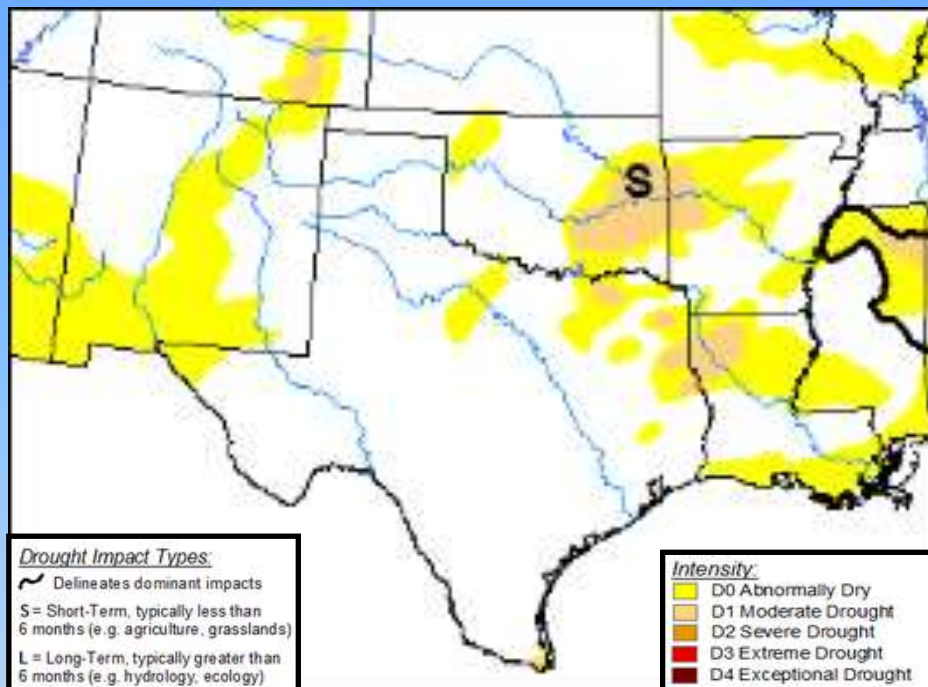 S
Drought Impact Types:
Delineates dominant impacts
S = Short-Term, typically less than
6 months (e.g. agriculture, grasslands)
L = Long-Term, typically greater than
6 months (e.g. hydrology, ecology)
Intensity:
D0 Abnormally Dry
D1 Moderate Drought
D2 Severe Drought
D3 Extreme Drought
D4 Exceptional Drought